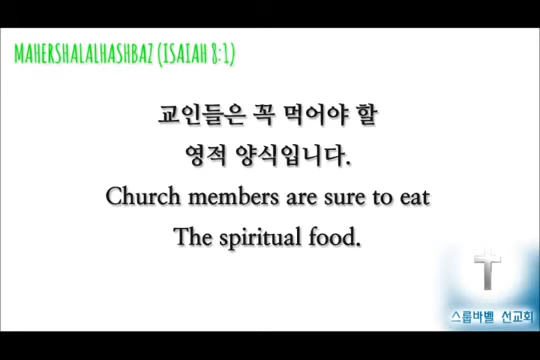 MAHERSHALALHASHBAZ (ISAIAH 8:1)
교인들은 꼭 먹어야 할
영적 양식입니다.
Church members are sure to eat
The spiritual food.
스룹바벨 선교회